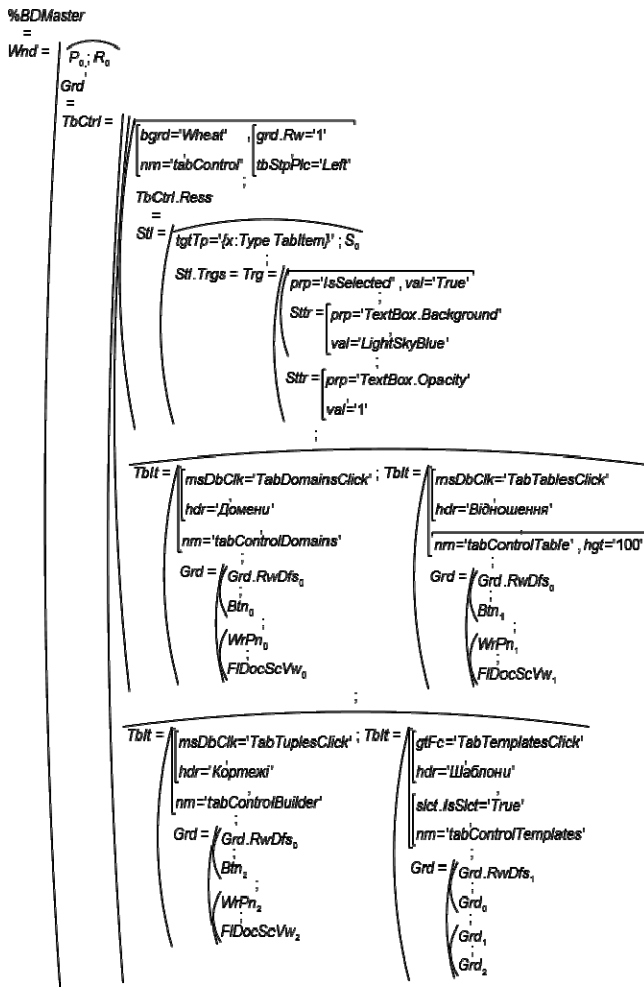 %BDMaster
=
Wnd = P₀ ; R₀
;
Grd
=
TbCtrl =
bgrd='Wheat' , grd.Rw='1'
;
nm='tabControl' tbStpPlc='Left'
;
TbCtrl.Ress
=
Stl = tgtTp='{x:Type TabItem}' ; S₀
;
Stl.Trgs = Trg = prp='IsSelected' , val='True'
;
Sttr = prp='TextBox.Background'
,
val='LightSkyBlue'
;
Sttr = prp='TextBox.Opacity'
,
val='1'
;
TbIt = msDbClk='TabDomainsClick' ; TbIt = msDbClk='TabTablesClick'
hdr='Домени' hdr='Відношення'
nm='tabControlDomains' nm='tabControlTable' , hgt='100'
; ;
Grd = Grd.RwDfs₀ Grd = Grd.RwDfs₀
; ;
Btn₀ Btn₁
; ;
WrPn₀ WrPn₁
; ;
FlDocScVw₀ FlDocScVw₁
;
TbIt = msDbClk='TabTuplesClick' ; TbIt = gtFc='TabTemplatesClick'
hdr='Кортежі' hdr='Шаблони'
nm='tabControlBuilder' slct.IsSlct='True'
; nm='tabControlTemplates'
Grd = Grd.RwDfs₀ ;
; Grd = Grd.RwDfs₁
Btn₂ ;
; Grd₀
WrPn₂ ;
; Grd₁
FlDocScVw₂ ;
Grd₂